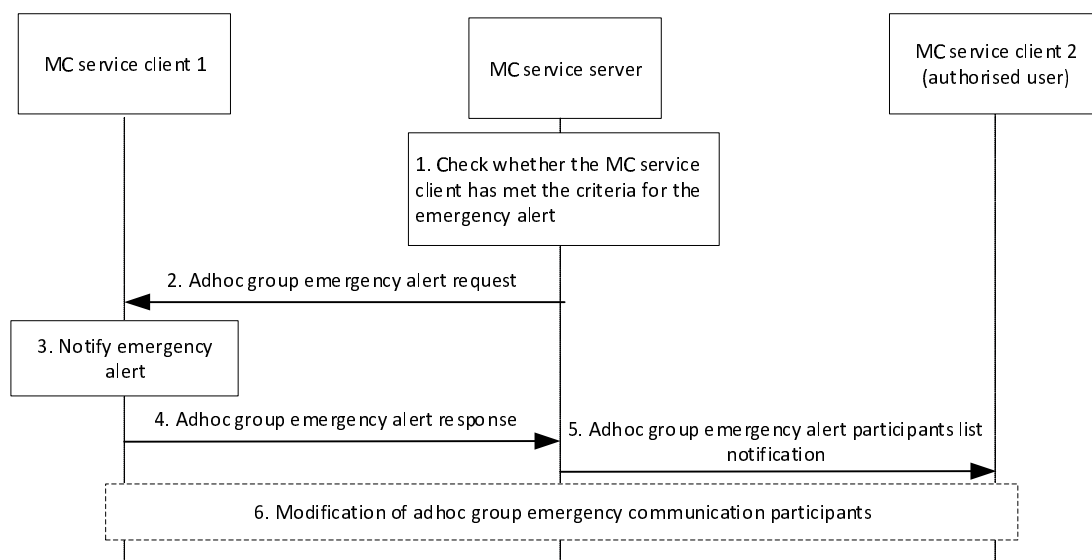 MC service client 1
MC service server
MC service client 2
(authorised user)
1. Check whether the MC service
client has met the criteria for the
emergency alert
2. Adhoc group emergency alert request
3. Notify emergency
alert
4. Adhoc group emergency alert response
5. Adhoc group emergency alert participants list
notification
6. Modification of adhoc group emergency communication participants